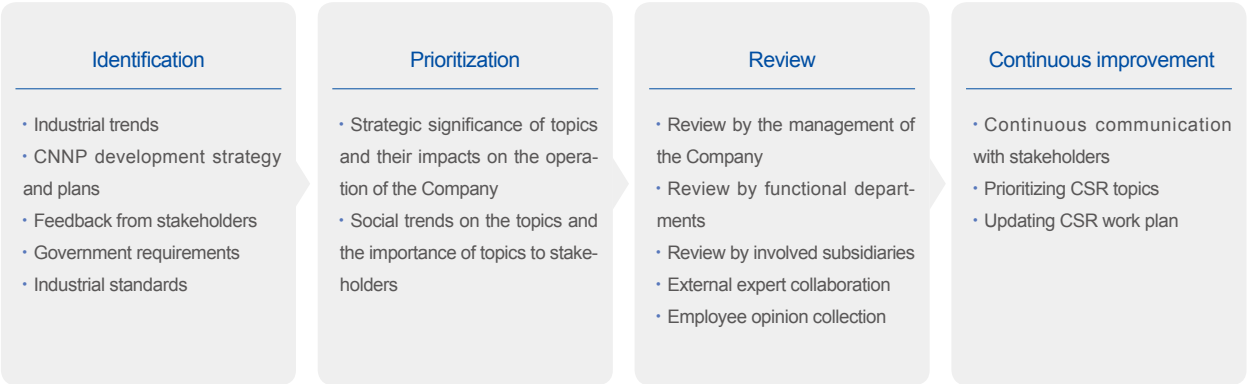 Identification
• Industrial trends
• CNNP development strategy
and plans
• Feedback from stakeholders
• Government requirements
• Industrial standards
Prioritization
• Strategic significance of topics
and their impacts on the opera-
tion of the Company
• Social trends on the topics and
the importance of topics to stake-
holders
Review
• Review by the management of
the Company
• Review by functional depart-
ments
• Review by involved subsidiaries
• External expert collaboration
• Employee opinion collection
Continuous improvement
• Continuous communication
with stakeholders
• Prioritizing CSR topics
• Updating CSR work plan